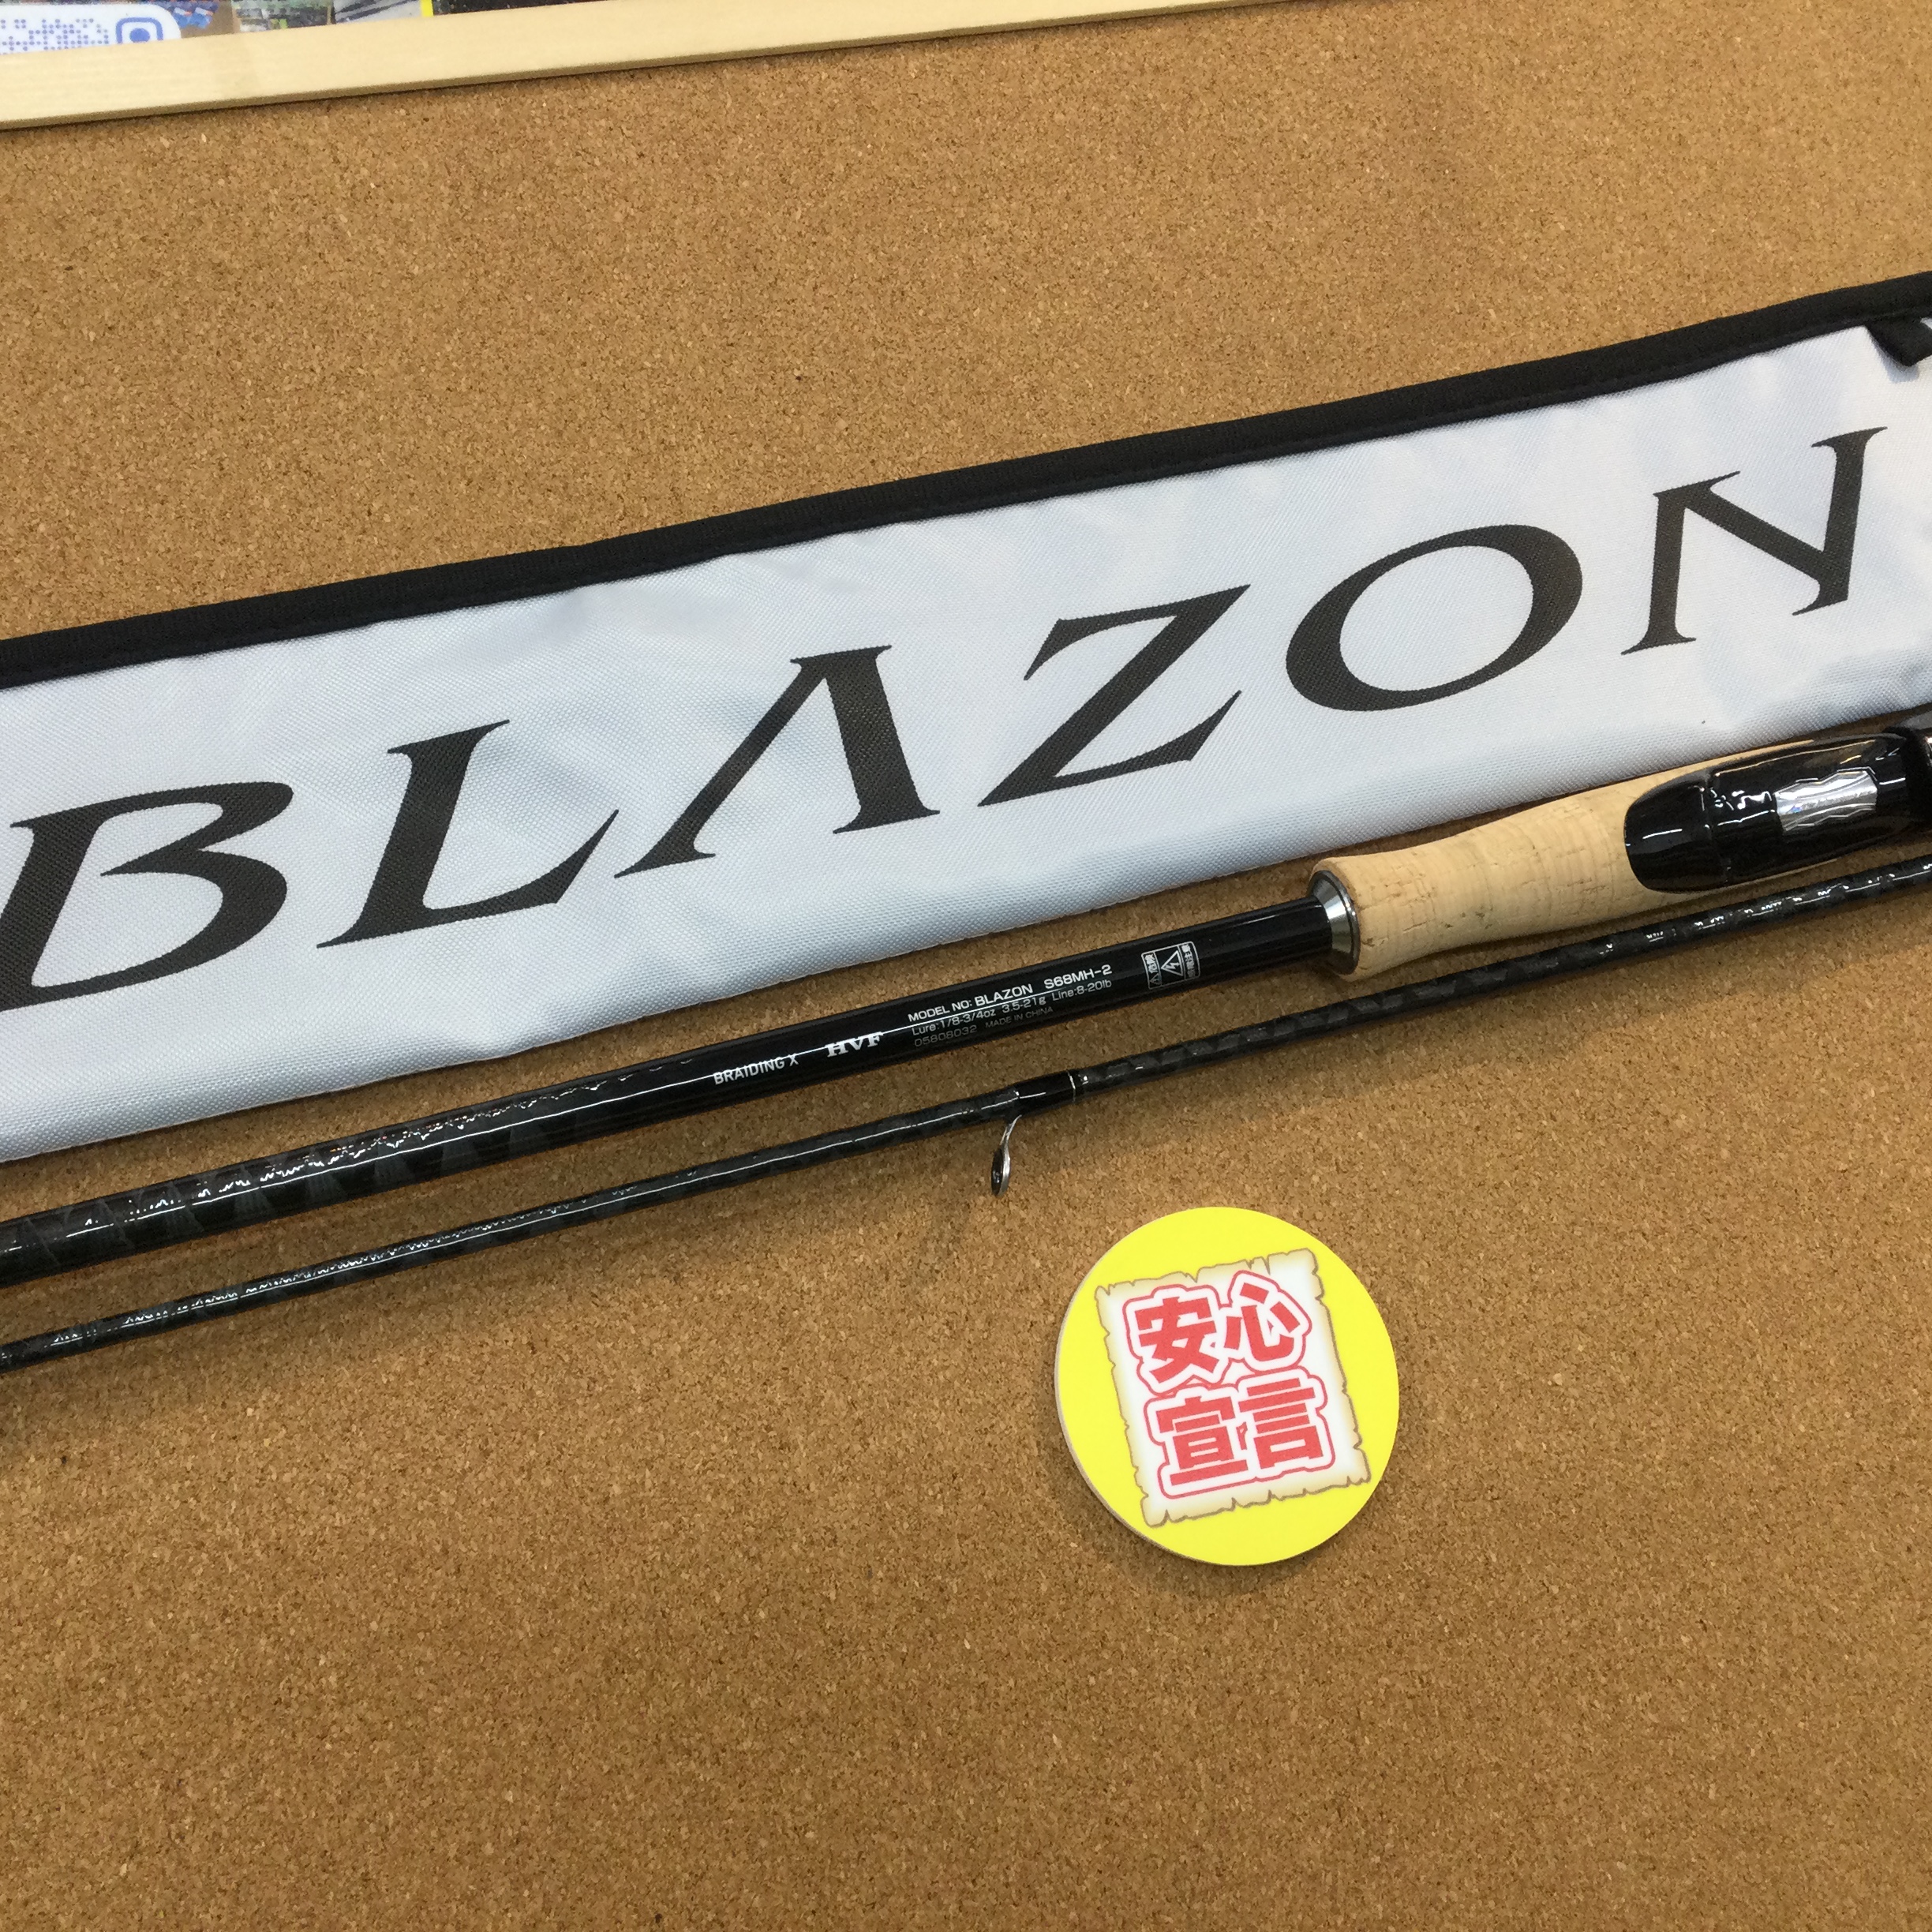 BLAZON
MODEL NO: BLAZON S68MH-2
Lure:1/8-3/4oz 3.5-21g Line:8-20lb
05806032 MADE IN CHINA
BRAIDING X HVF
安心
宣言